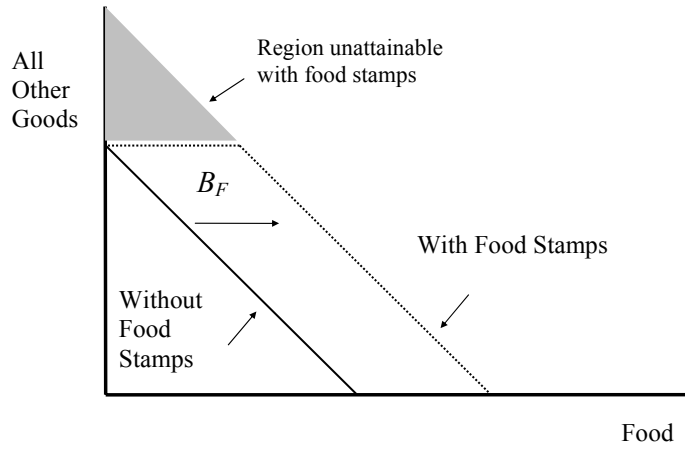 All
Other
Goods
Region unattainable
with food stamps
B_F
With Food Stamps
Without
Food
Stamps
Food